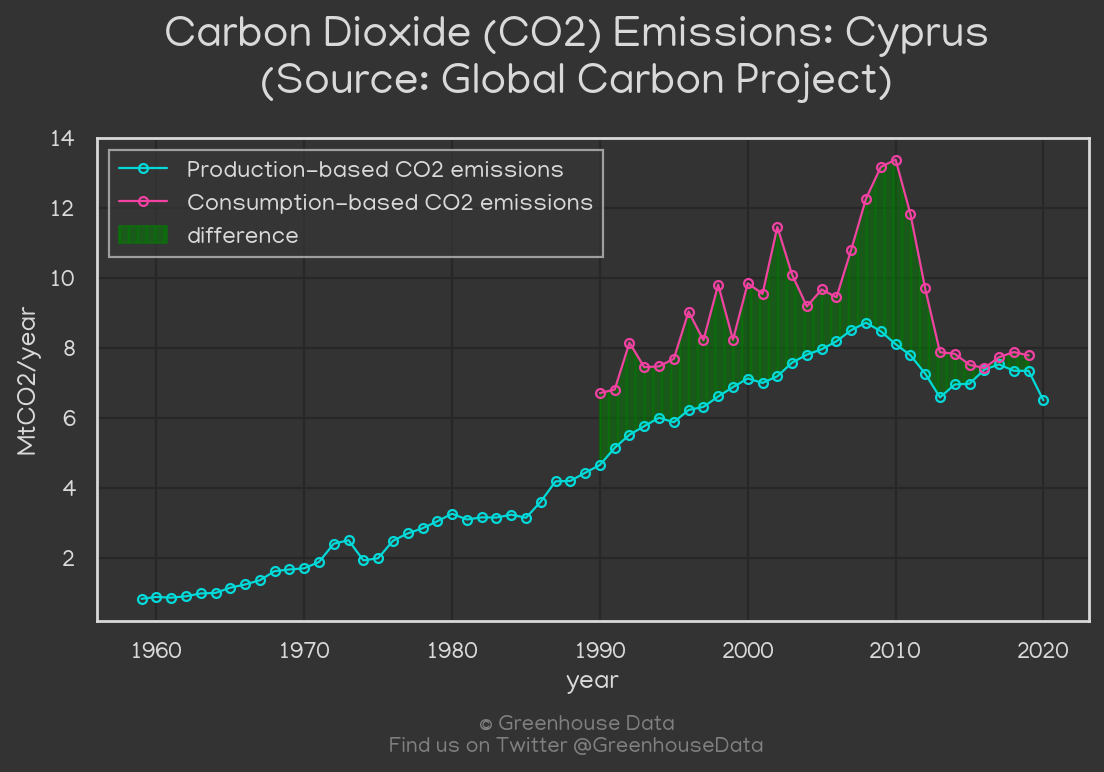 Carbon Dioxide (CO2) Emissions: Cyprus
(Source: Global Carbon Project)
14
12
10
8
6
4
2
MtCO2/year
Production-based CO2 emissions
Consumption-based CO2 emissions
difference
1960 1970 1980 1990 2000 2010 2020
year
© Greenhouse Data
Find us on Twitter @GreenhouseData